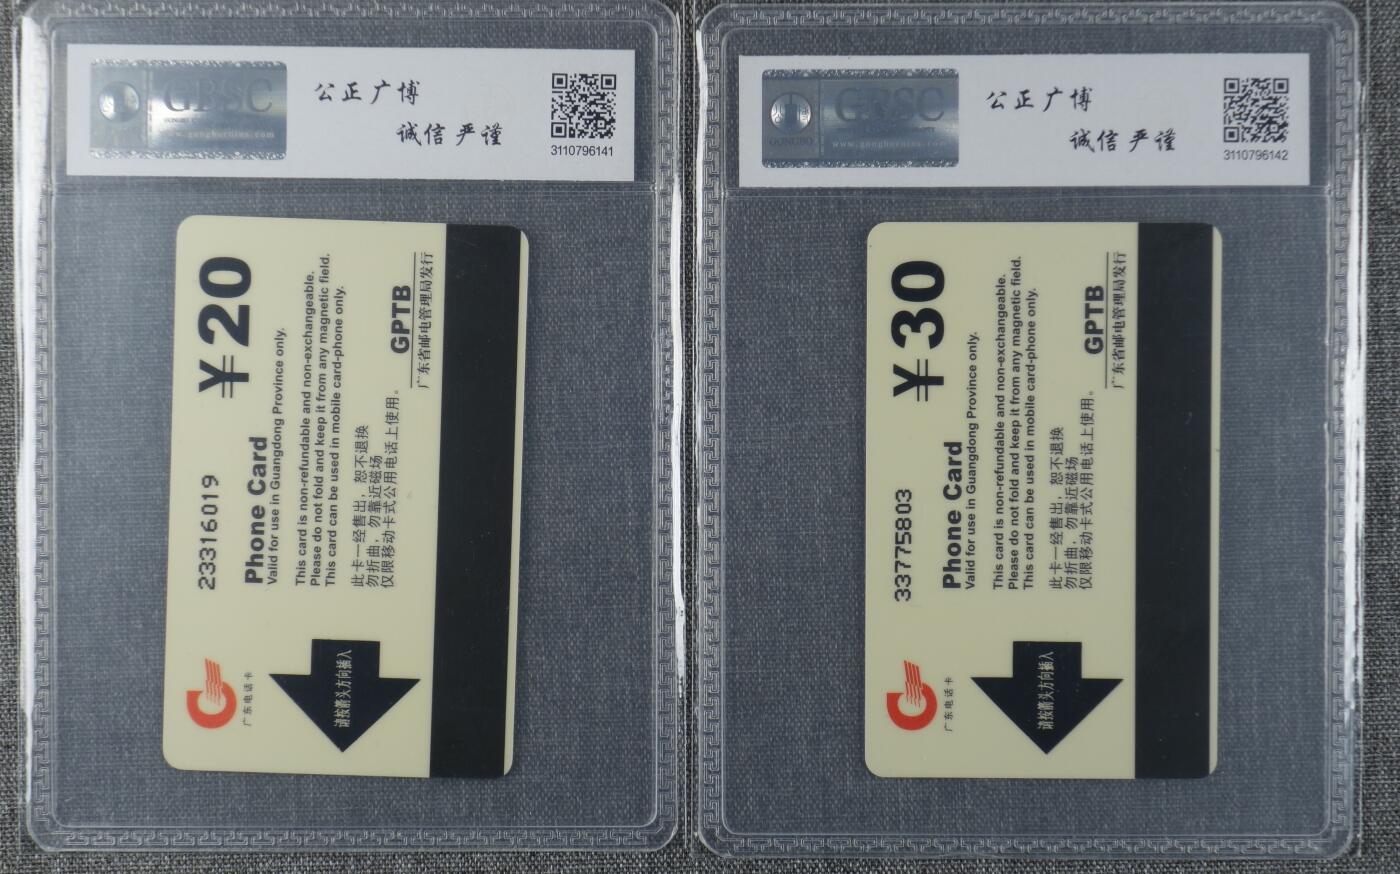 GBSC
www.gongboruins.com
公正广博
诚信严谨
3110796141
¥20
23316019
Phone Card
Valid for use in Guangdong Province only.
This card is non-refundable and non-exchangeable.
Please do not fold and keep it from any magnetic field.
This card can be used in mobile card-phone only.
此卡一经售出，恕不退换
勿折曲，勿靠近磁场
仅限移动卡式公用电话上使用。
GPTB
广东省邮电管理局发行
广东电话卡
请按箭头方向插入
GBSC
GONGBO
公正广博
诚信严谨
3110796142
¥30
33775803
Phone Card
Valid for use in Guangdong Province only.
This card is non-refundable and non-exchangeable.
Please do not fold and keep it from any magnetic field.
This card can be used in mobile card-phone only.
此卡一经售出，恕不退换
勿折曲，勿靠近磁场
仅限移动卡式公用电话上使用。
GPTB
广东省邮电管理局发行
广东电话卡
请按箭头方向插入